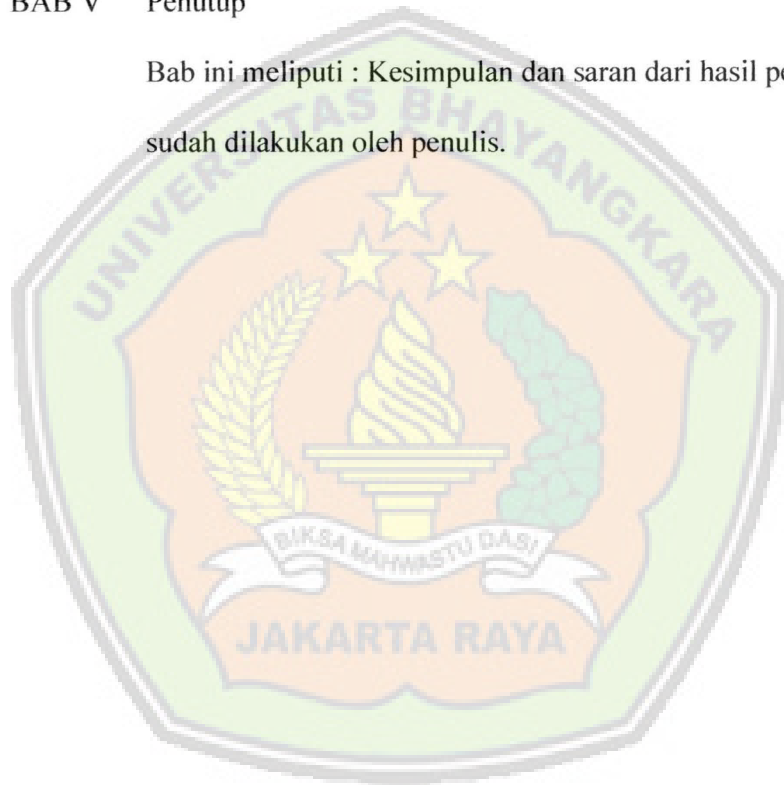 BAB V Penutup
Bab ini meliputi : Kesimpulan dan saran dari hasil
sudah dilakukan oleh penulis.
UNIVERSITAS BHAYANGKARA
BIKSA MAHWASTU DASI
JAKARTA RAYA